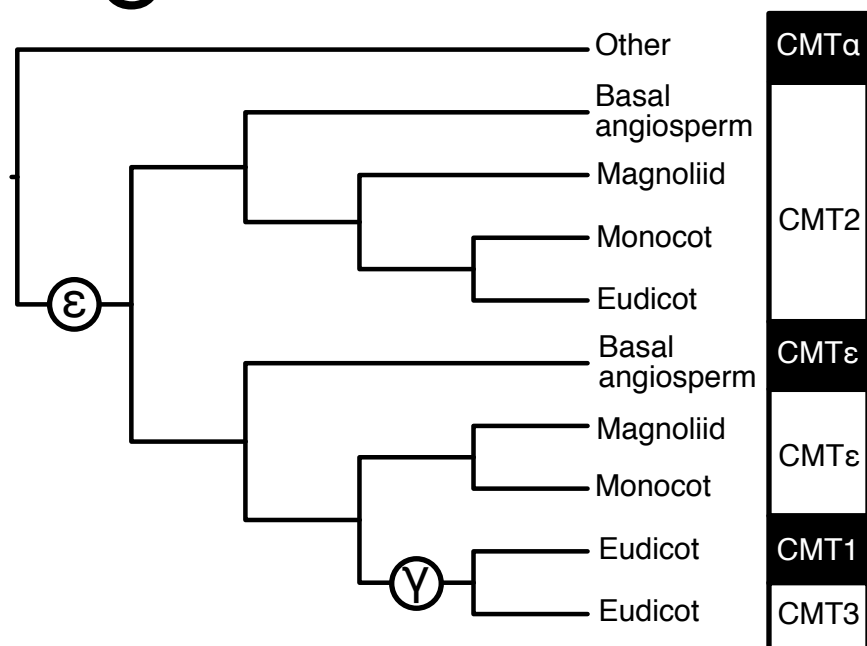 Other
CMTα
Basal
angiosperm
Magnoliid
CMT2
Monocot
ε
Eudicot
Basal
angiosperm
CMTε
Magnoliid
CMTε
Monocot
Eudicot
CMT1
γ
Eudicot
CMT3